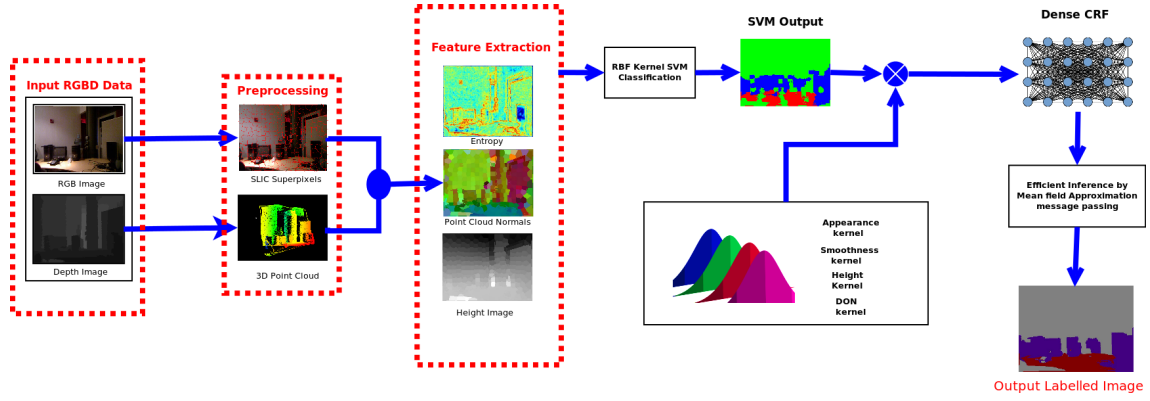 Input RGBD Data
RGB Image
Depth Image
Preprocessing
SLIC Superpixels
3D Point Cloud
Feature Extraction
Entropy
Point Cloud Normals
Height Image
RBF Kernel SVM
Classification
SVM Output
Appearance
kernel
Smoothness
kernel
Height
Kernel
DON
kernel
Dense CRF
Efficient Inference by
Mean field Approximation
message passing
Output Labelled Image